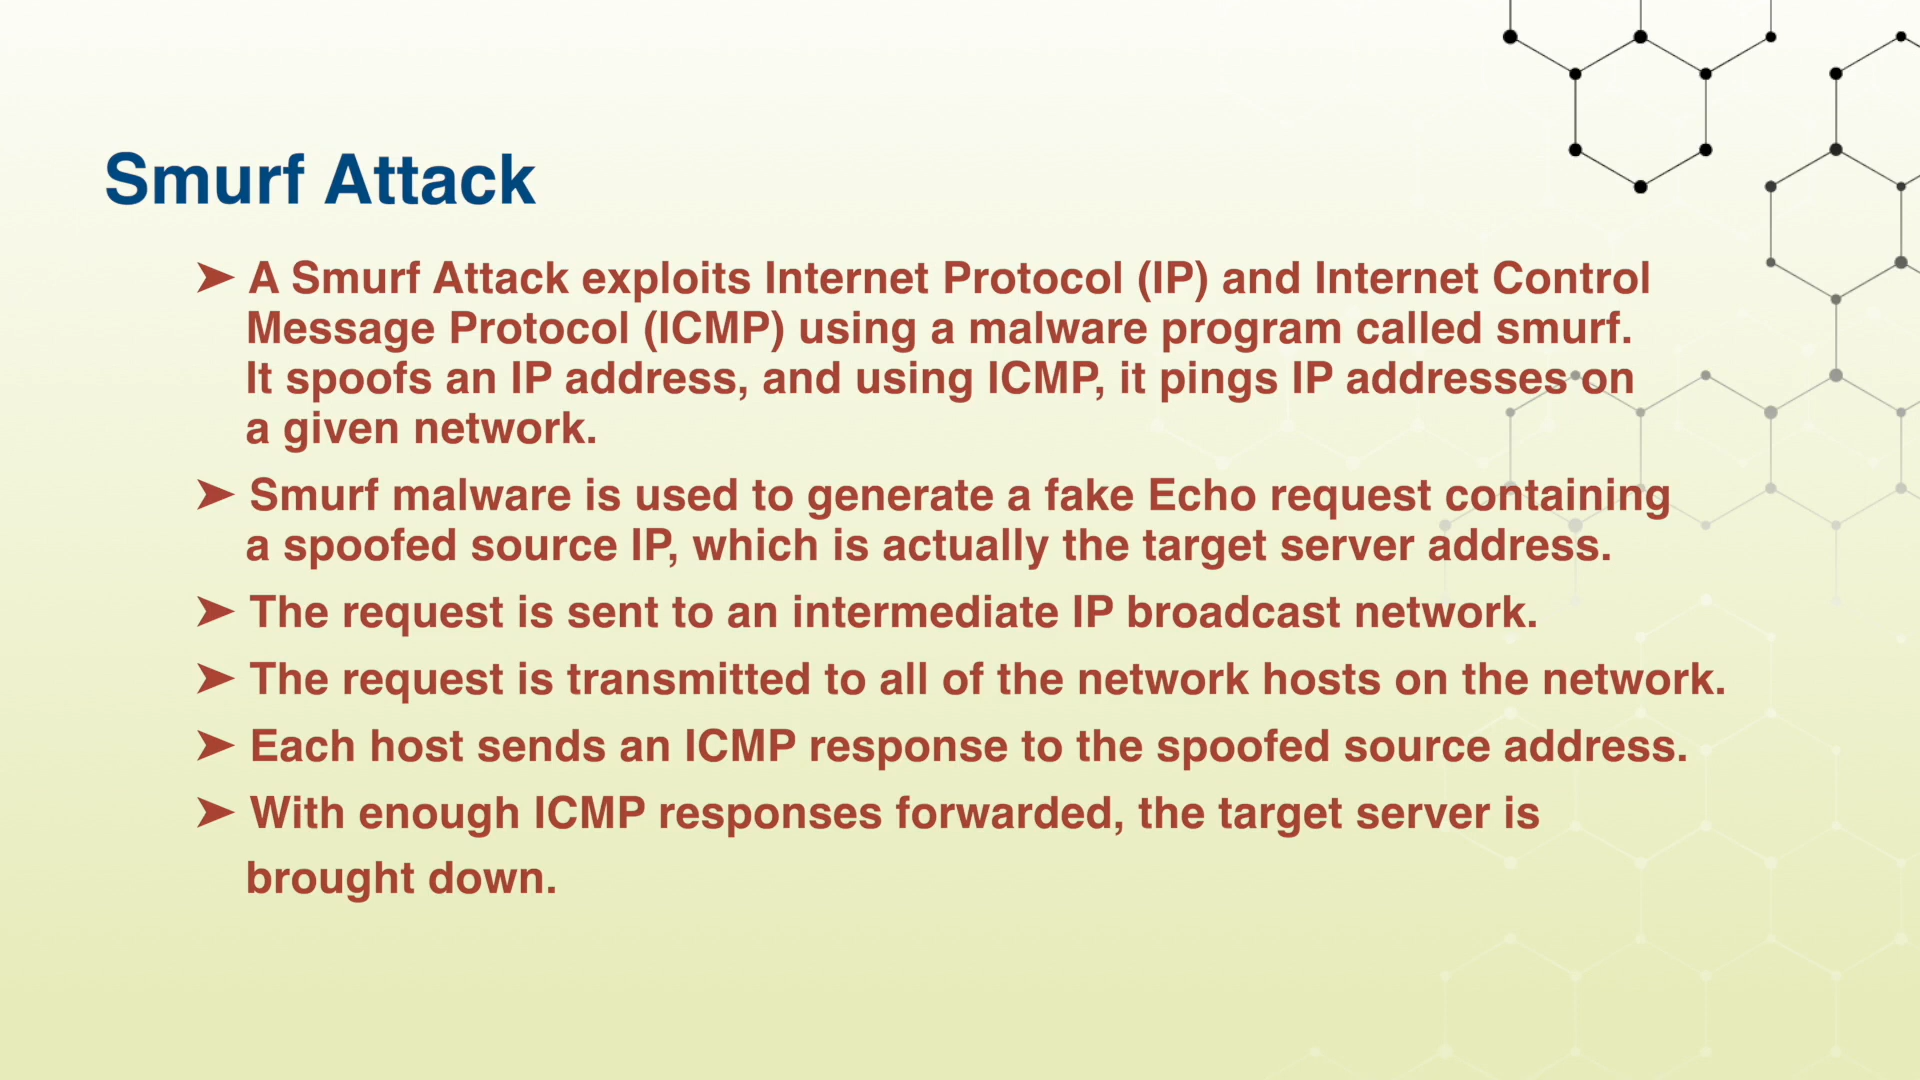 Smurf Attack
➤ A Smurf Attack exploits Internet Protocol (IP) and Internet Control
Message Protocol (ICMP) using a malware program called smurf.
It spoofs an IP address, and using ICMP, it pings IP addresses on
a given network.
➤ Smurf malware is used to generate a fake Echo request containing
a spoofed source IP, which is actually the target server address.
➤ The request is sent to an intermediate IP broadcast network.
➤ The request is transmitted to all of the network hosts on the network.
➤ Each host sends an ICMP response to the spoofed source address.
➤ With enough ICMP responses forwarded, the target server is
brought down.